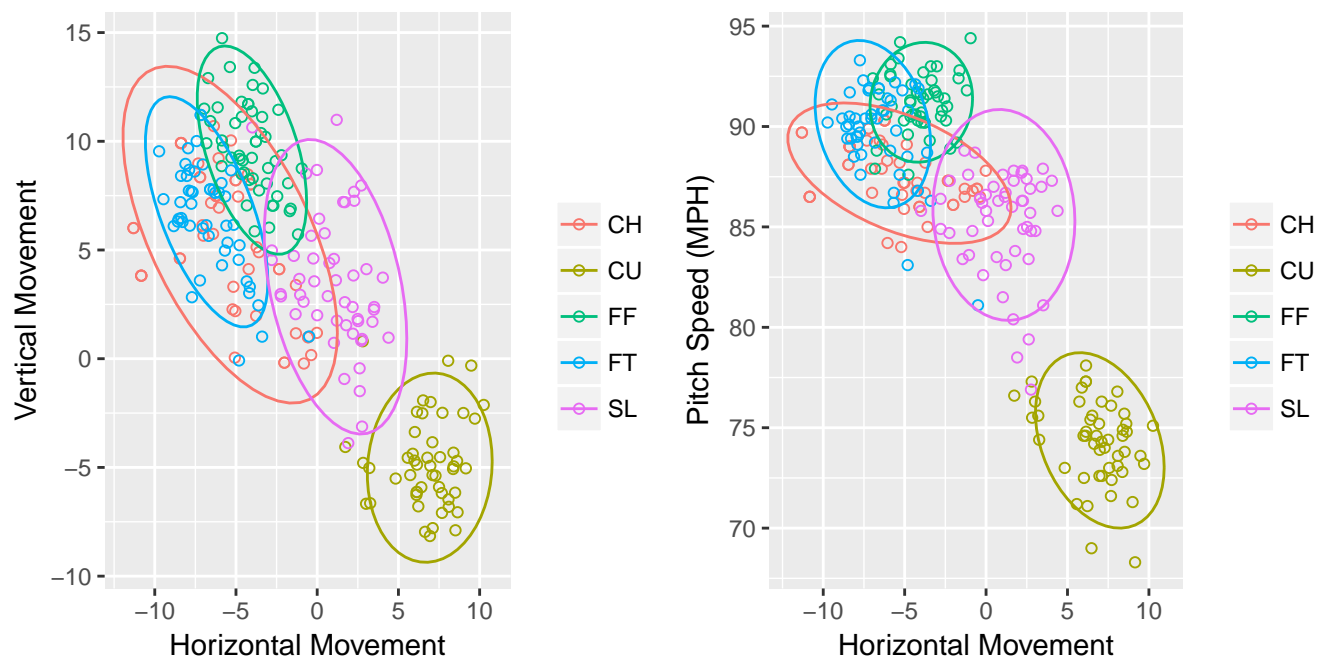 15
10
5
0
−5
−10
−10
−5
0
5
10
Vertical Movement
Horizontal Movement
CH
CU
FF
FT
SL
95
90
85
80
75
70
−10
−5
0
5
10
Pitch Speed (MPH)
Horizontal Movement
CH
CU
FF
FT
SL